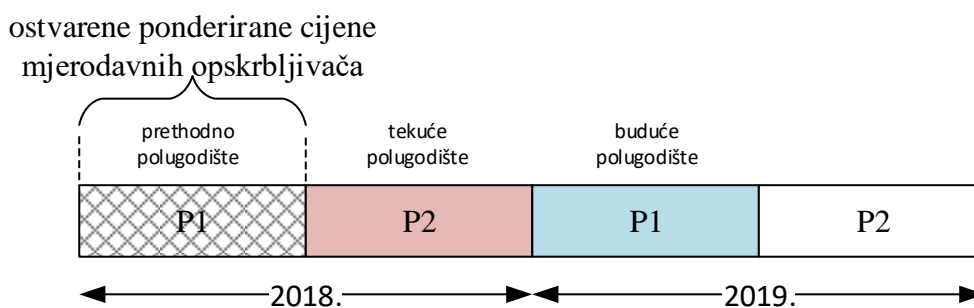 ostvarene ponderirane cijene
mjerodavnih opskrbljivača
prethodno
polugodište
tekuće
polugodište
buduće
polugodište
P1
P2
P1
P2
2018.
2019.